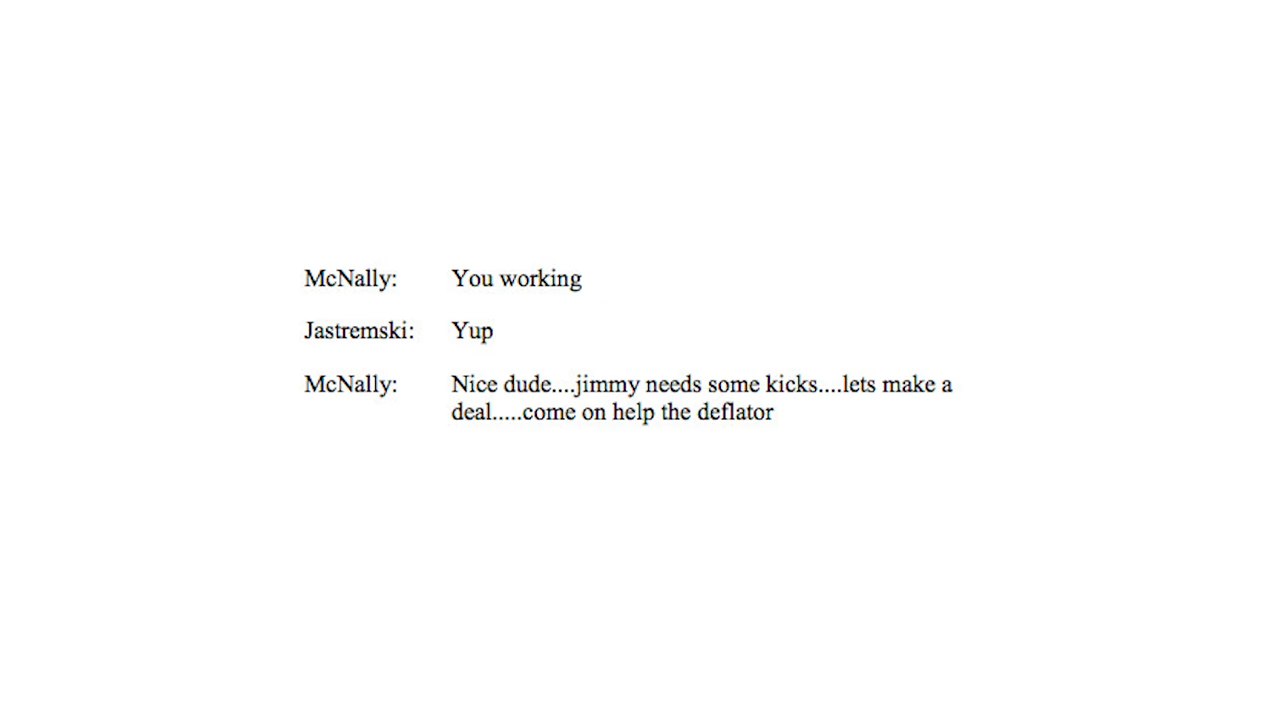 McNally: You working
Jastremski: Yup
McNally: Nice dude....jimmy needs some kicks....lets make a
deal.....come on help the deflator